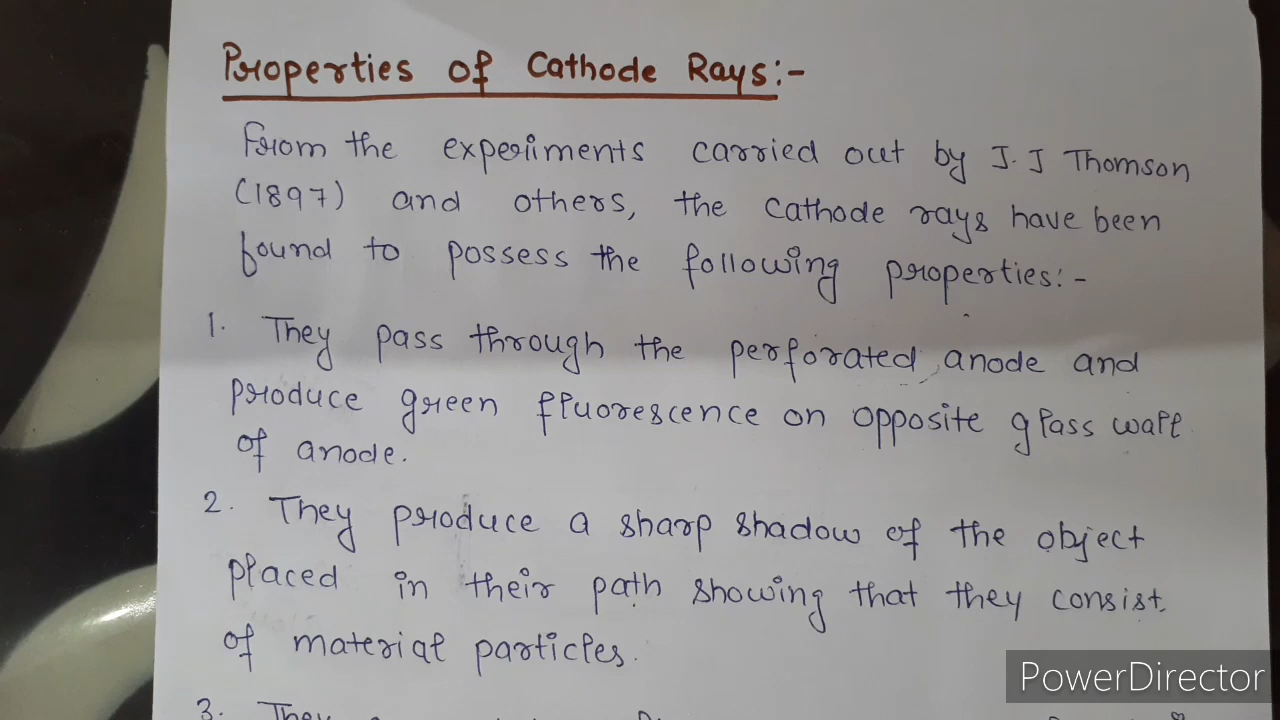 Properties of Cathode Rays:-
From the experiments carried out by J.J Thomson
(1897) and others, the cathode rays have been
found to possess the following properties:-
1. They pass through the perforated anode and
produce green fluorescence on opposite glass wall
of anode.
2. They produce a sharp shadow of the object
placed in their path showing that they consist
of material particles.
3. They
PowerDirector